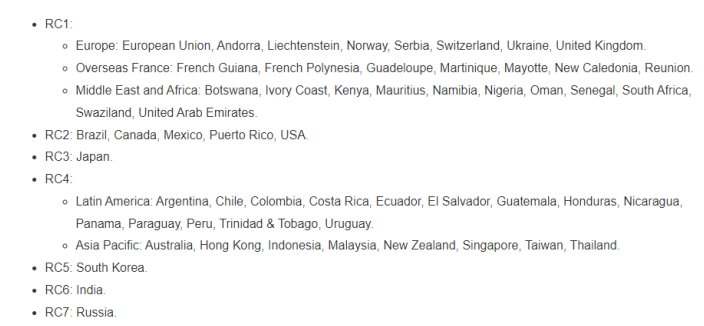 RC1:
Europe: European Union, Andorra, Liechtenstein, Norway, Serbia, Switzerland, Ukraine, United Kingdom.
Overseas France: French Guiana, French Polynesia, Guadeloupe, Martinique, Mayotte, New Caledonia, Reunion.
Middle East and Africa: Botswana, Ivory Coast, Kenya, Mauritius, Namibia, Nigeria, Oman, Senegal, South Africa,
Swaziland, United Arab Emirates.
RC2: Brazil, Canada, Mexico, Puerto Rico, USA.
RC3: Japan.
RC4:
Latin America: Argentina, Chile, Colombia, Costa Rica, Ecuador, El Salvador, Guatemala, Honduras, Nicaragua,
Panama, Paraguay, Peru, Trinidad & Tobago, Uruguay.
Asia Pacific: Australia, Hong Kong, Indonesia, Malaysia, New Zealand, Singapore, Taiwan, Thailand.
RC5: South Korea.
RC6: India.
RC7: Russia.